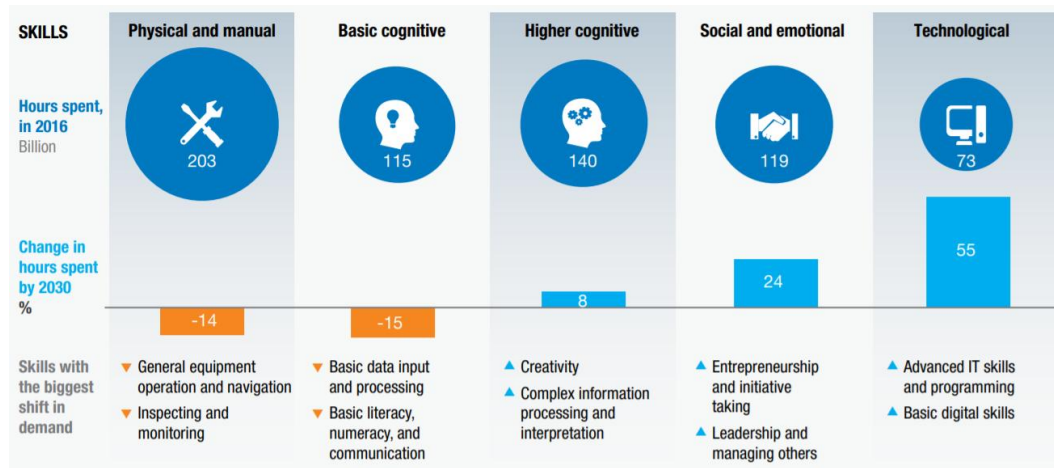 SKILLS
Physical and manual
Basic cognitive
Higher cognitive
Social and emotional
Technological
Hours spent,
in 2016
Billion
203
115
140
119
73
Change in
hours spent
by 2030
%
-14
-15
8
24
55
Skills with
the biggest
shift in
demand
▼ General equipment
operation and navigation
▼ Inspecting and
monitoring
▼ Basic data input
and processing
▼ Basic literacy,
numeracy, and
communication
▲ Creativity
▲ Complex information
processing and
interpretation
▲ Entrepreneurship
and initiative
taking
▲ Leadership and
managing others
▲ Advanced IT skills
and programming
▲ Basic digital skills